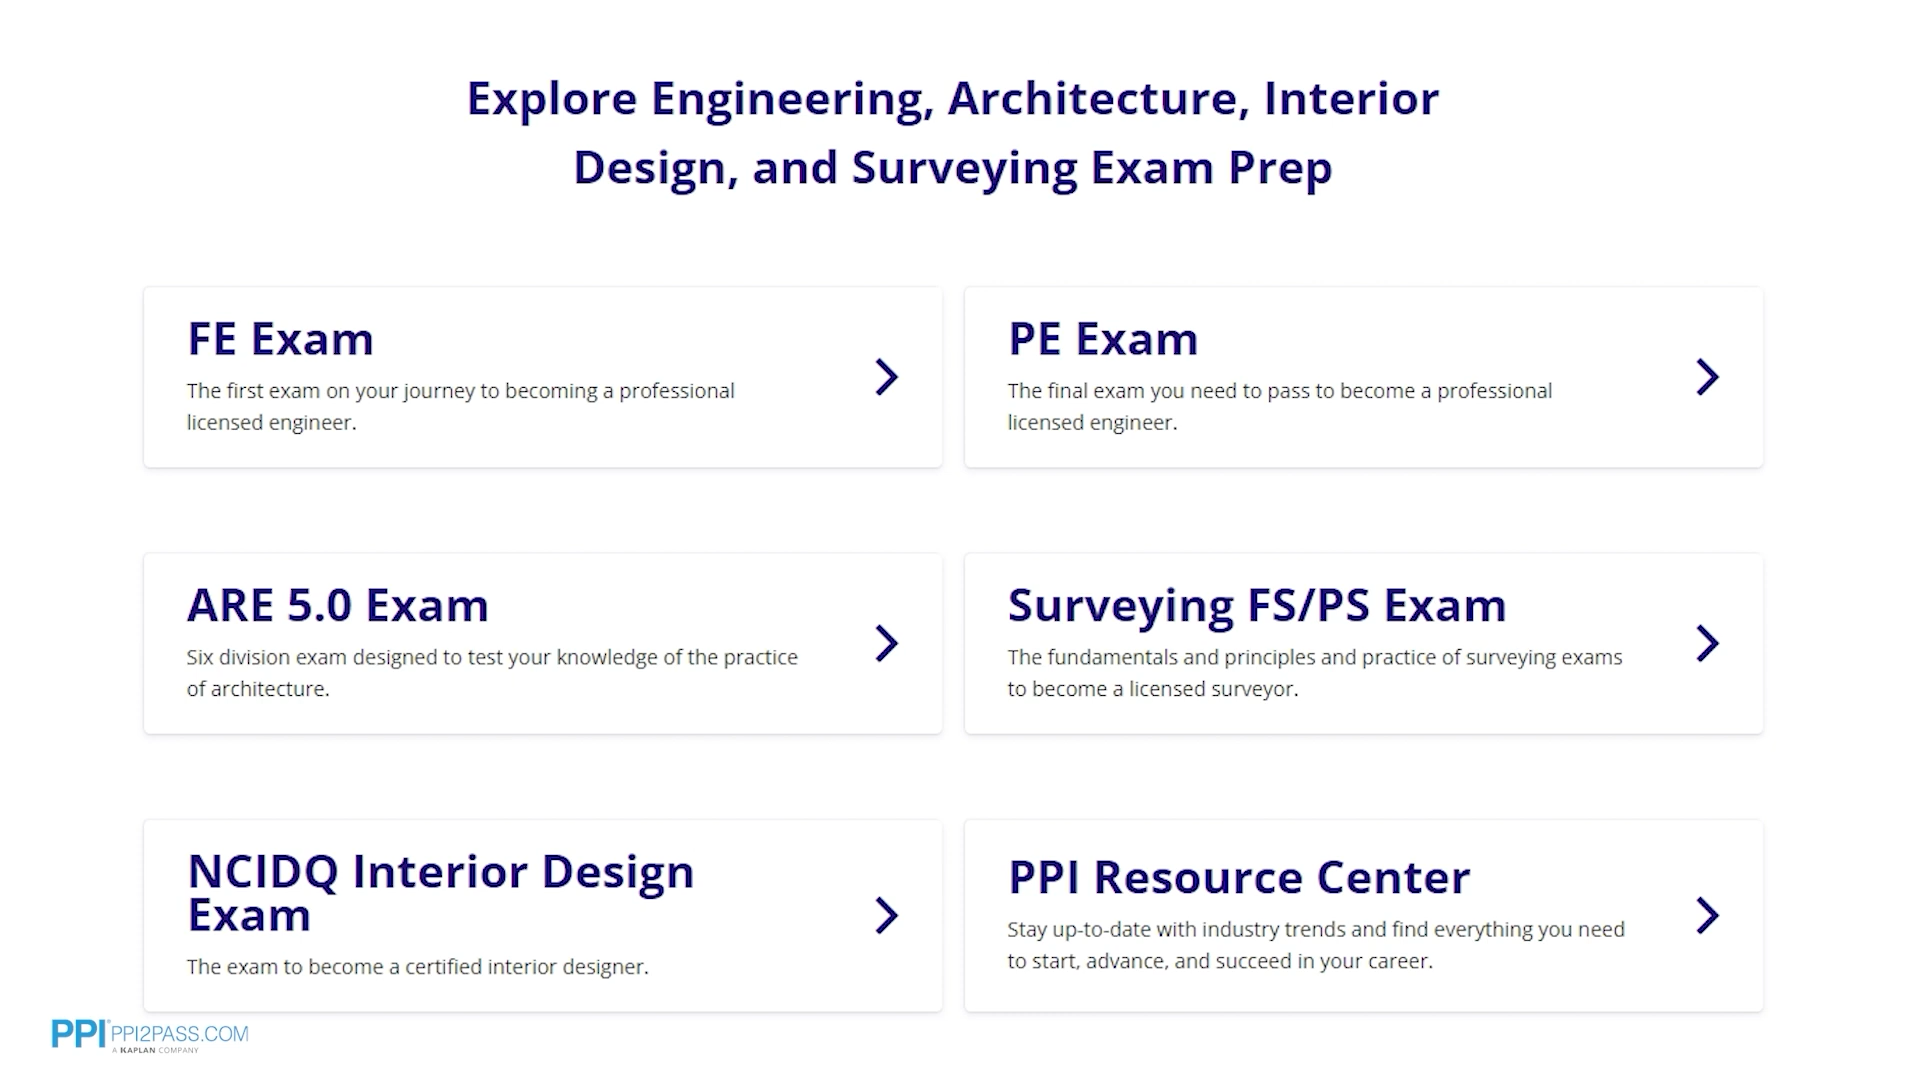 Explore Engineering, Architecture, Interior
Design, and Surveying Exam Prep
FE Exam
The first exam on your journey to becoming a professional
licensed engineer.
PE Exam
The final exam you need to pass to become a professional
licensed engineer.
ARE 5.0 Exam
Six division exam designed to test your knowledge of the practice
of architecture.
Surveying FS/PS Exam
The fundamentals and principles and practice of surveying exams
to become a licensed surveyor.
NCIDQ Interior Design
Exam
The exam to become a certified interior designer.
PPI Resource Center
Stay up-to-date with industry trends and find everything you need
to start, advance, and succeed in your career.
PPI® PPI2PASS.COM
A KAPLAN COMPANY